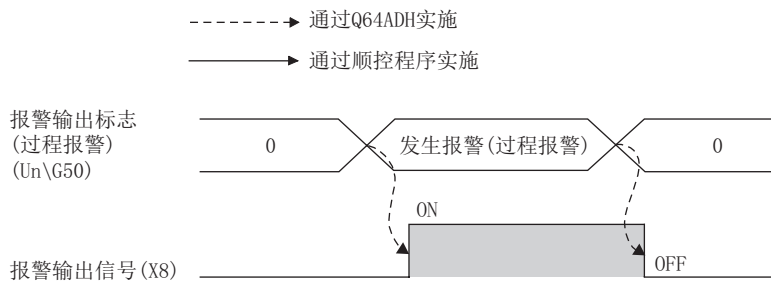 通过Q64ADH实施
通过顺控程序实施
报警输出标志
(过程报警)
(Un\G50)
0
发生报警(过程报警)
0
ON
报警输出信号(X8)
OFF